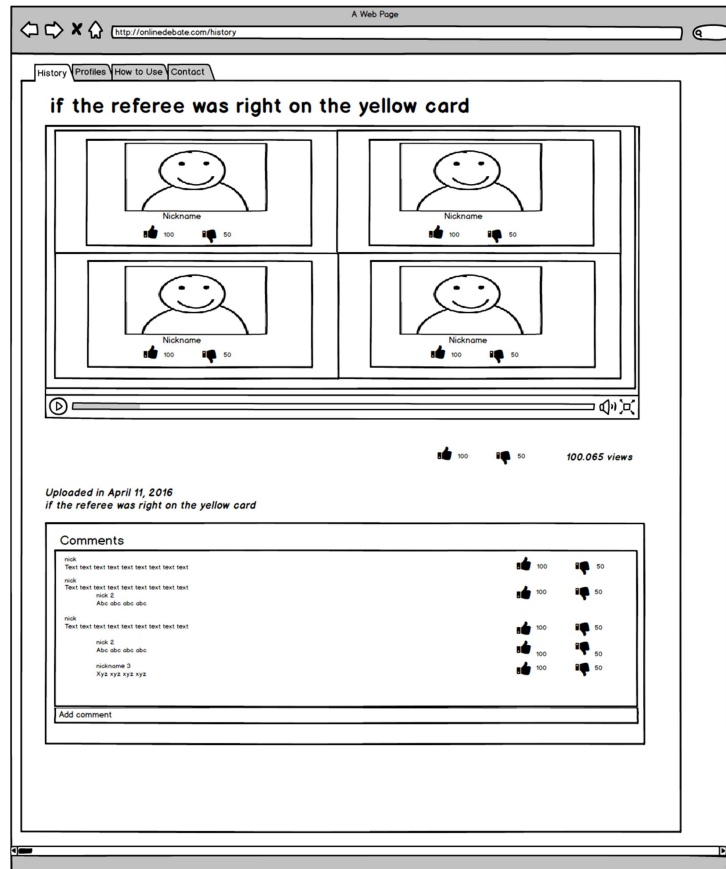 A Web Page
http://onlinedebate.com/history
History Profiles How to Use Contact
if the referee was right on the yellow card
Nickname Nickname
100 50 100 50
Nickname Nickname
100 50 100 50
100 50 100.065 views
Uploaded in April 11, 2016
if the referee was right on the yellow card
Comments
nick
Text text text text text text text text text 100 50
nick
Text text text text text text text text text 100 50
nick 2
Abc abc abc abc
nick
Text text text text text text text text text 100 50
nick 2
Abc abc abc abc 100 50
nickname 3 100 50
Xyz xyz xyz xyz
Add comment